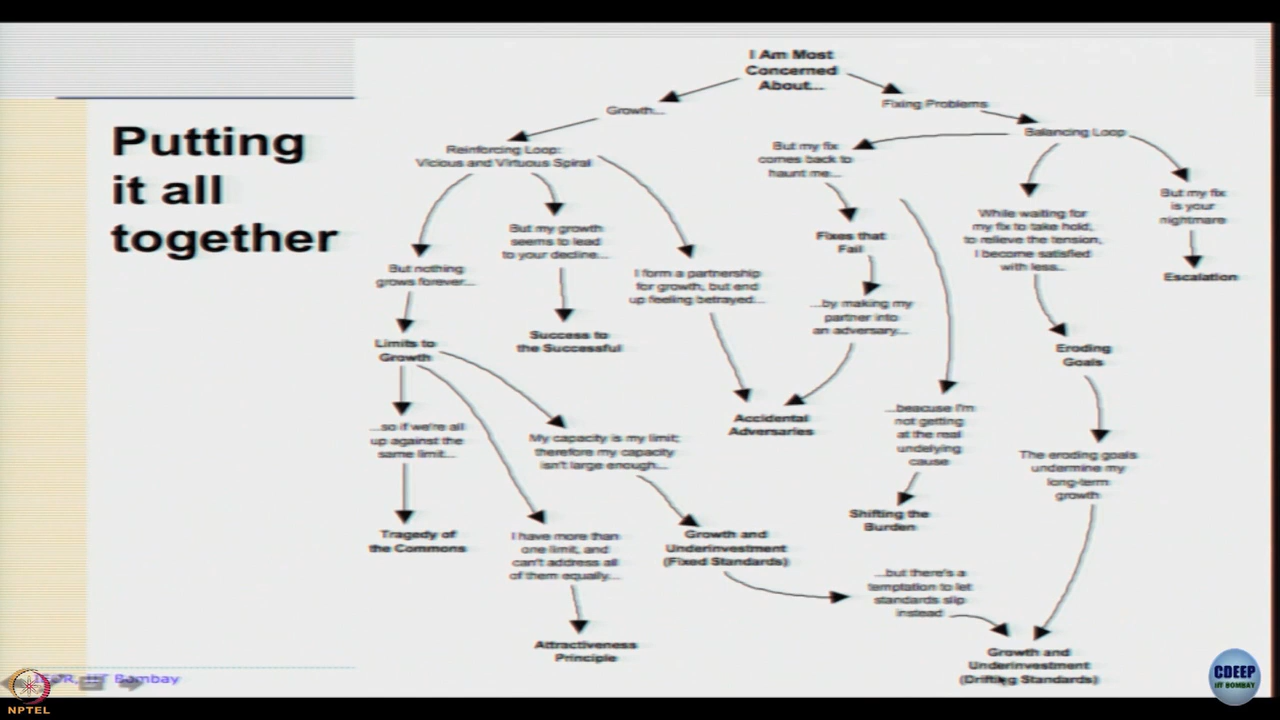 Putting
it all
together
I Am Most
Concerned
About...
Growth...
Fixing Problems
Reinforcing Loop:
Vicious and Virtuous Spiral
Balancing Loop
But my fix
comes back to
haunt me...
But my growth
seems to lead
to your decline...
But nothing
grows forever...
I form a partnership
for growth, but end
up feeling betrayed...
Fixes that
Fail
While waiting for
my fix to take hold,
to relieve the tension,
I become satisfied
with less..
But my fix
is your
nightmare
Escalation
...by making my
partner into
an adversary...
Limits to
Growth
Success to
the Successful
Eroding
Goals
Accidental
Adversaries
...beacuse I'm
not getting
at the real
undelying
cause
...so if we're all
up against the
same limit...
My capacity is my limit;
therefore my capacity
isn't large enough...
The eroding goals
undermine my
long-term
growth
Shifting the
Burden
Tragedy of
the Commons
I have more than
one limit, and
can't address all
of them equally...
Growth and
Underinvestment
(Fixed Standards)
...but there's a
temptation to let
standards slip
instead
Attractiveness
Principle
Growth and
Underinvestment
(Drifting Standards)
IIT Bombay
NPTEL
CDEEP
IIT BOMBAY